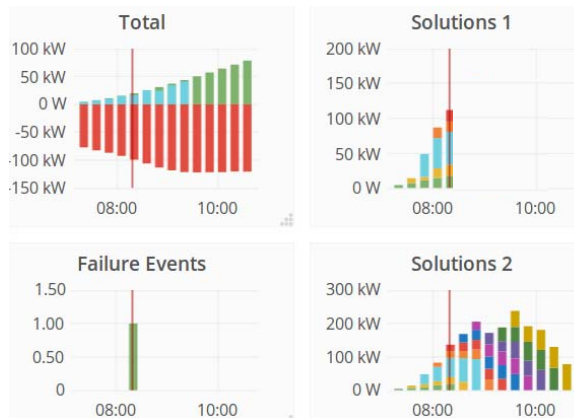 Total
100 kW
50 kW
0 W
-50 kW
-100 kW
-150 kW
08:00
10:00
Solutions 1
200 kW
150 kW
100 kW
50 kW
0 W
08:00
10:00
Failure Events
1.50
1.00
0.50
0
08:00
10:00
Solutions 2
300 kW
200 kW
100 kW
0 W
08:00
10:00